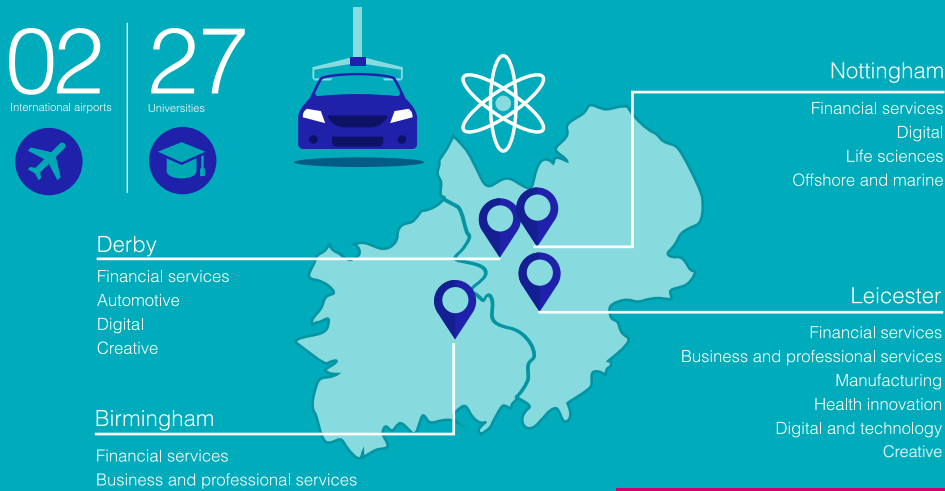 02
International airports
27
Universities
Nottingham
Financial services
Digital
Life sciences
Offshore and marine
Derby
Financial services
Automotive
Digital
Creative
Leicester
Financial services
Business and professional services
Manufacturing
Health innovation
Digital and technology
Creative
Birmingham
Financial services
Business and professional services